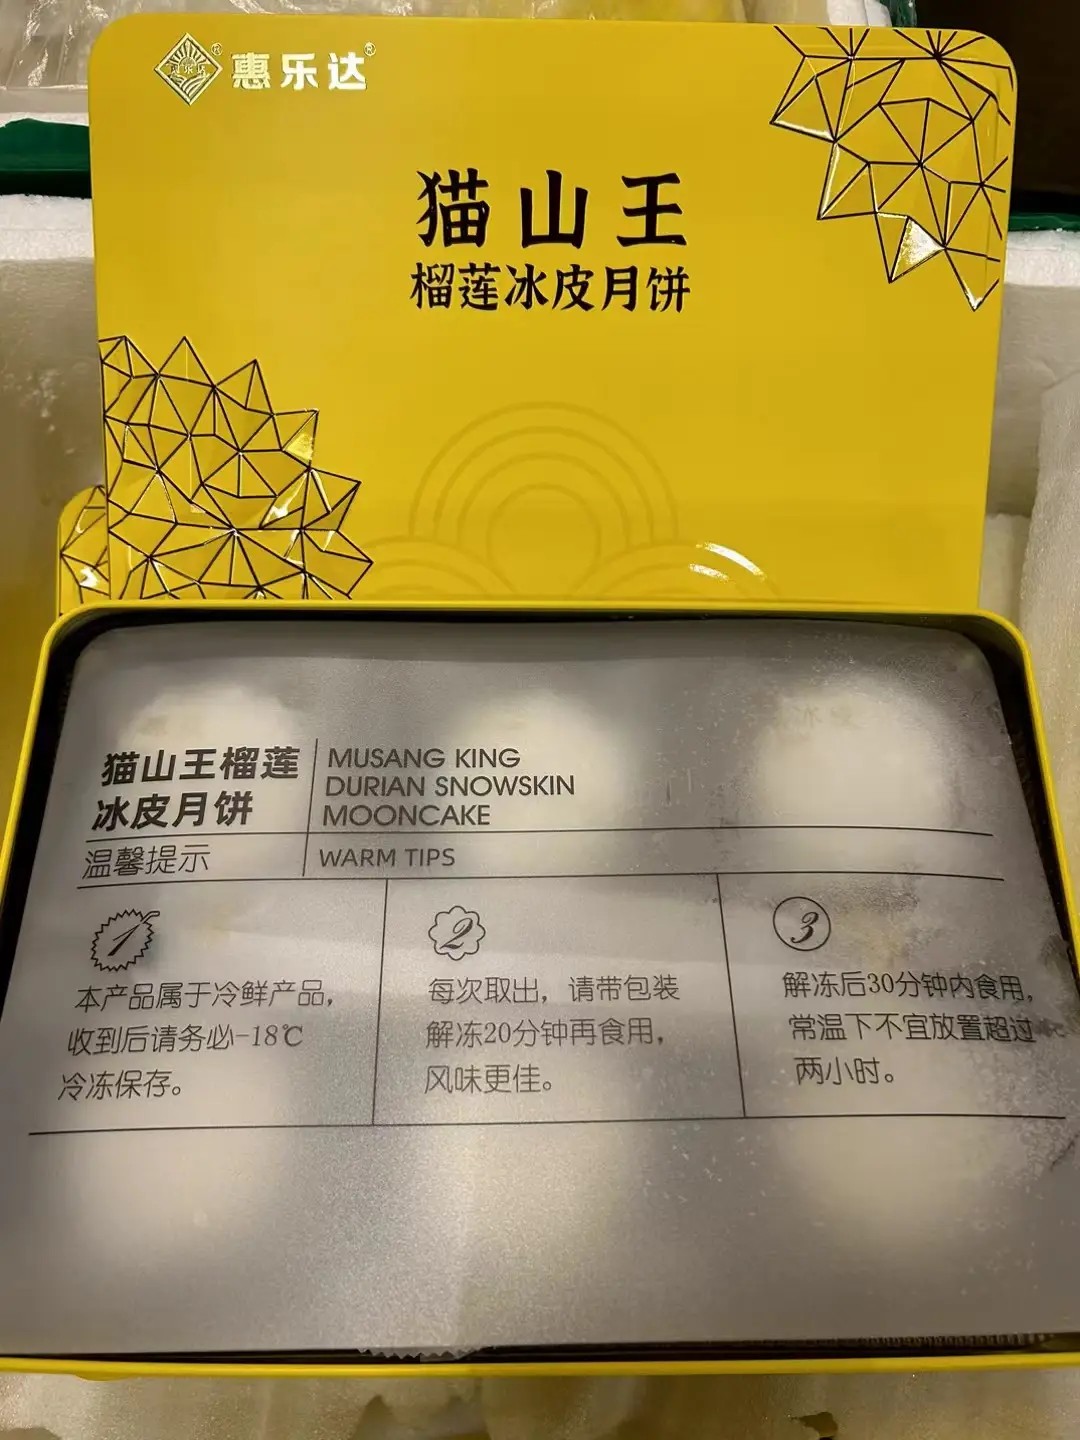 惠乐达
猫山王
榴莲冰皮月饼
猫山王榴莲
冰皮月饼
MUSANG KING
DURIAN SNOWSKIN
MOONCAKE
温馨提示
WARM TIPS
1
本产品属于冷鲜产品，
收到后请务必-18℃
冷冻保存。
2
每次取出，请带包装
解冻20分钟再食用，
风味更佳。
3
解冻后30分钟内食用，
常温下不宜放置超过
两小时。